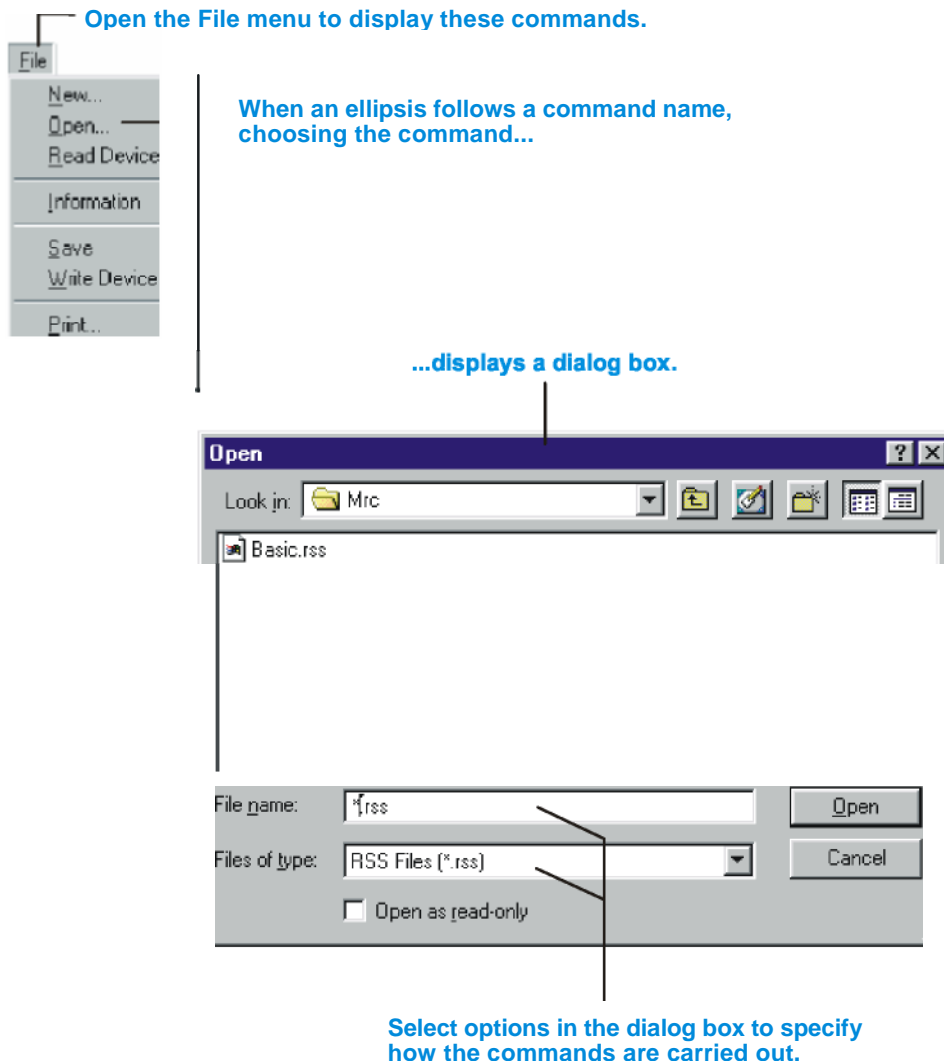 Open the File menu to display these commands.
File
New...
Open...
Read Device
Information
Save
Write Device
Print...
When an ellipsis follows a command name,
choosing the command...
...displays a dialog box.
Open
Look in: Mrc
Basic.rss
File name: *.rss Open
Files of type: RSS Files (*.rss) Cancel
Open as read-only
Select options in the dialog box to specify
how the commands are carried out.